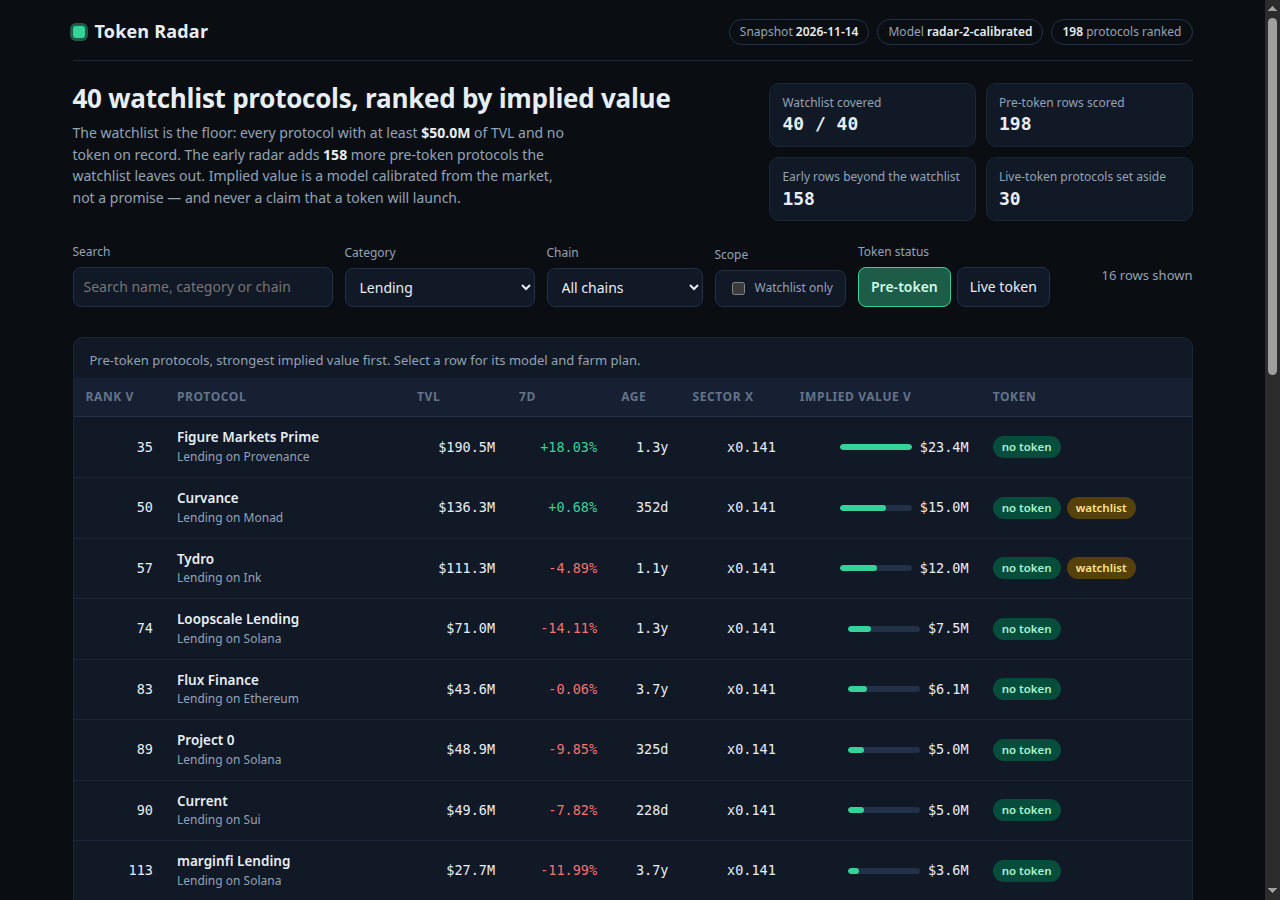 Token Radar
Snapshot 2026-11-14
Model radar-2-calibrated
198 protocols ranked
40 watchlist protocols, ranked by implied value
The watchlist is the floor: every protocol with at least $50.0M of TVL and no
token on record. The early radar adds 158 more pre-token protocols the
watchlist leaves out. Implied value is a model calibrated from the market,
not a promise — and never a claim that a token will launch.
Watchlist covered
40 / 40
Pre-token rows scored
198
Early rows beyond the watchlist
158
Live-token protocols set aside
30
Search
Search name, category or chain
Category
Lending
Chain
All chains
Scope
Watchlist only
Token status
Pre-token
Live token
16 rows shown
Pre-token protocols, strongest implied value first. Select a row for its model and farm plan.
RANK V PROTOCOL TVL 7D AGE SECTOR X IMPLIED VALUE V TOKEN
35 Figure Markets Prime $190.5M +18.03% 1.3y x0.141 $23.4M no token
Lending on Provenance
50 Curvance $136.3M +0.68% 352d x0.141 $15.0M no token watchlist
Lending on Monad
57 Tydro $111.3M -4.89% 1.1y x0.141 $12.0M no token watchlist
Lending on Ink
74 Loopscale Lending $71.0M -14.11% 1.3y x0.141 $7.5M no token
Lending on Solana
83 Flux Finance $43.6M -0.06% 3.7y x0.141 $6.1M no token
Lending on Ethereum
89 Project 0 $48.9M -9.85% 325d x0.141 $5.0M no token
Lending on Solana
90 Current $49.6M -7.82% 228d x0.141 $5.0M no token
Lending on Sui
113 marginfi Lending $27.7M -11.99% 3.7y x0.141 $3.6M no token
Lending on Solana